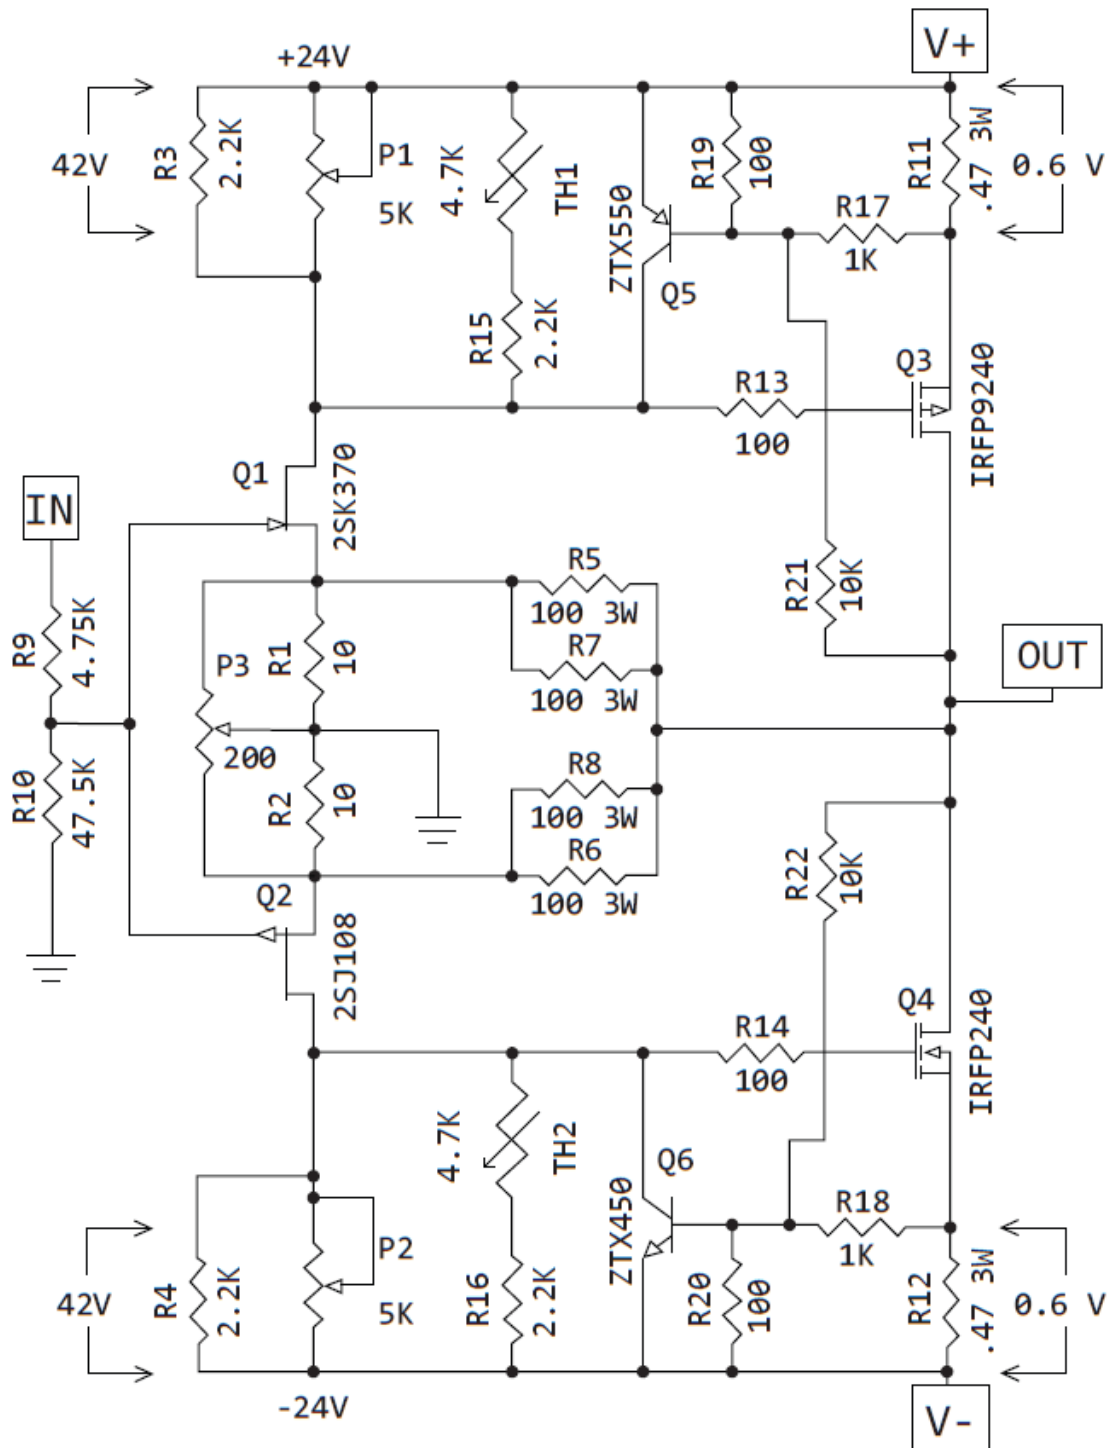 V+
+24V
42V
R3
2.2K
P1
5K
4.7K
TH1
ZTX550
Q5
R19
100
R17
1K
R11
.47 3W
0.6 V
R15
2.2K
R13
100
Q3
IRFP9240
Q1
2SK370
IN
R9
4.75K
R10
47.5K
P3
200
R1
10
R2
10
R5
100 3W
R7
100 3W
R8
100 3W
R6
100 3W
R21
10K
OUT
R22
10K
Q2
2SJ108
R14
100
Q4
IRFP240
4.7K
TH2
Q6
ZTX450
R18
1K
42V
R4
2.2K
P2
5K
R16
2.2K
R20
100
R12
.47 3W
0.6 V
-24V
V-